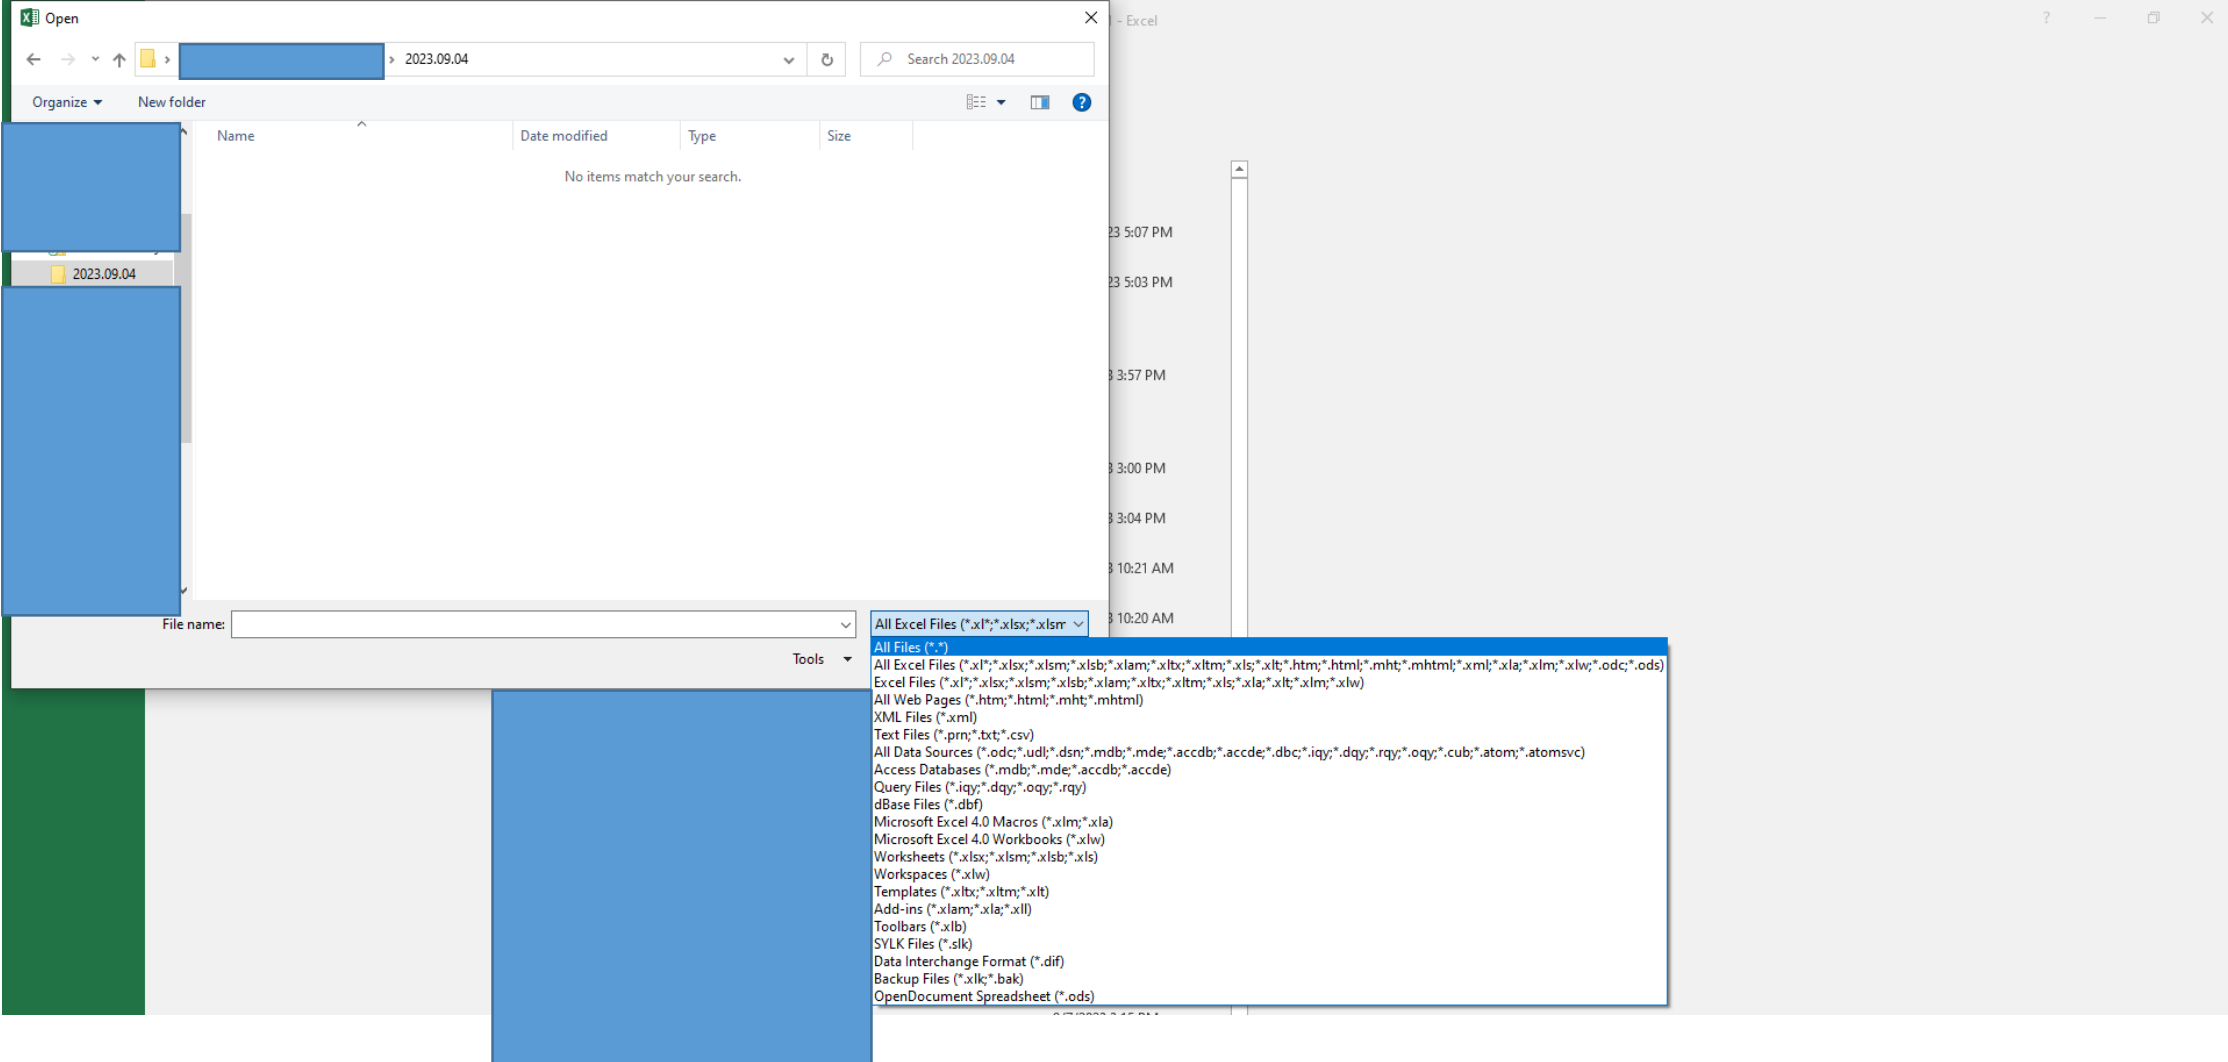 Open
- Excel
2023.09.04
Search 2023.09.04
Organize
New folder
Name
Date modified
Type
Size
No items match your search.
23 5:07 PM
2023.09.04
23 5:03 PM
3 3:57 PM
3 3:00 PM
3 3:04 PM
3 10:21 AM
3 10:20 AM
File name:
All Excel Files (*.xl*;*.xlsx;*.xlsm
Tools
All Files (*.*)
All Excel Files (*.xl*;*.xlsx;*.xlsm;*.xlsb;*.xlam;*.xltx;*.xltm;*.xls;*.xlt;*.htm;*.html;*.mht;*.mhtml;*.xml;*.xla;*.xlm;*.xlw;*.odc;*.ods)
Excel Files (*.xl*;*.xlsx;*.xlsm;*.xlsb;*.xlam;*.xltx;*.xltm;*.xls;*.xla;*.xlt;*.xlm;*.xlw)
All Web Pages (*.htm;*.html;*.mht;*.mhtml)
XML Files (*.xml)
Text Files (*.prn;*.txt;*.csv)
All Data Sources (*.odc;*.udl;*.dsn;*.mdb;*.mde;*.accdb;*.accde;*.dbc;*.iqy;*.dqy;*.rqy;*.oqy;*.cub;*.atom;*.atomsvc)
Access Databases (*.mdb;*.mde;*.accdb;*.accde)
Query Files (*.iqy;*.dqy;*.oqy;*.rqy)
dBase Files (*.dbf)
Microsoft Excel 4.0 Macros (*.xlm;*.xla)
Microsoft Excel 4.0 Workbooks (*.xlw)
Worksheets (*.xlsx;*.xlsm;*.xlsb;*.xls)
Workspaces (*.xlw)
Templates (*.xltx;*.xltm;*.xlt)
Add-ins (*.xlam;*.xla;*.xll)
Toolbars (*.xlb)
SYLK Files (*.slk)
Data Interchange Format (*.dif)
Backup Files (*.xlk;*.bak)
OpenDocument Spreadsheet (*.ods)